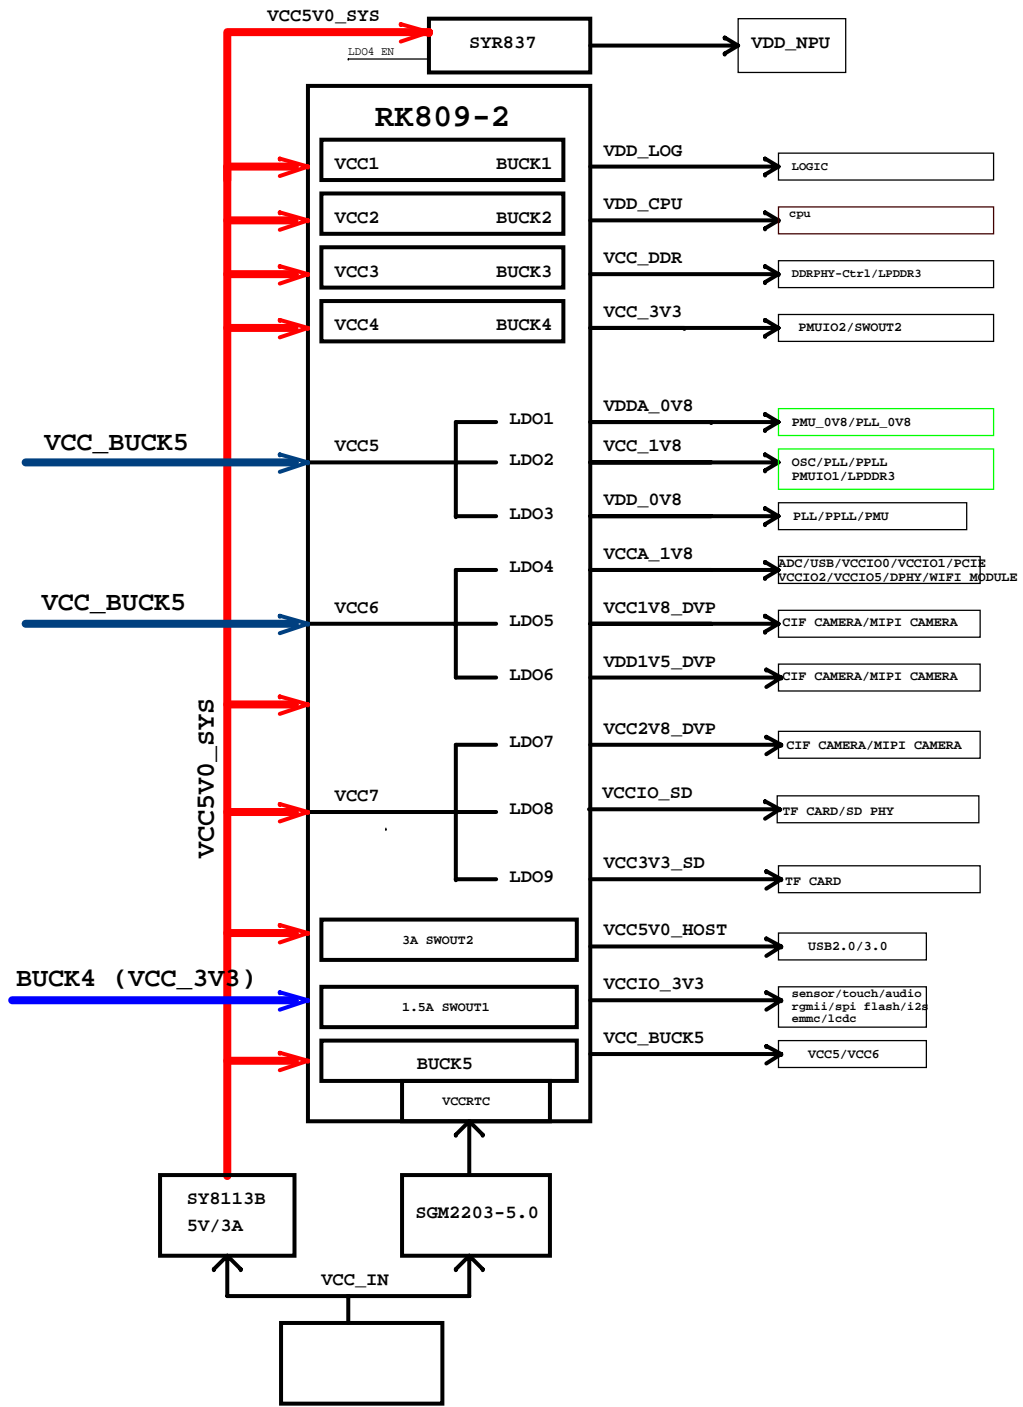 VCC5V0_SYS
LDO4 EN
SYR837
VDD_NPU
RK809-2
VCC1 BUCK1
VDD_LOG
LOGIC
VCC2 BUCK2
VDD_CPU
cpu
VCC3 BUCK3
VCC_DDR
DDRPHY-Ctrl/LPDDR3
VCC4 BUCK4
VCC_3V3
PMUIO2/SWOUT2
LDO1
VDDA_0V8
PMU_0V8/PLL_0V8
VCC_BUCK5
VCC5
LDO2
VCC_1V8
OSC/PLL/PPLL
PMUIO1/LPDDR3
LDO3
VDD_0V8
PLL/PPLL/PMU
LDO4
VCCA_1V8
ADC/USB/VCCIO0/VCCIO1/PCIE
VCCIO2/VCCIO5/DPHY/WIFI MODULE
VCC_BUCK5
VCC6
LDO5
VCC1V8_DVP
CIF CAMERA/MIPI CAMERA
LDO6
VDD1V5_DVP
CIF CAMERA/MIPI CAMERA
VCC5V0_SYS
LDO7
VCC2V8_DVP
CIF CAMERA/MIPI CAMERA
VCC7
LDO8
VCCIO_SD
TF CARD/SD PHY
LDO9
VCC3V3_SD
TF CARD
3A SWOUT2
VCC5V0_HOST
USB2.0/3.0
BUCK4 (VCC_3V3)
1.5A SWOUT1
VCCIO_3V3
sensor/touch/audio
rgmii/spi flash/i2s
emmc/lcdc
BUCK5
VCC_BUCK5
VCC5/VCC6
VCCRTC
SY8113B
5V/3A
SGM2203-5.0
VCC_IN